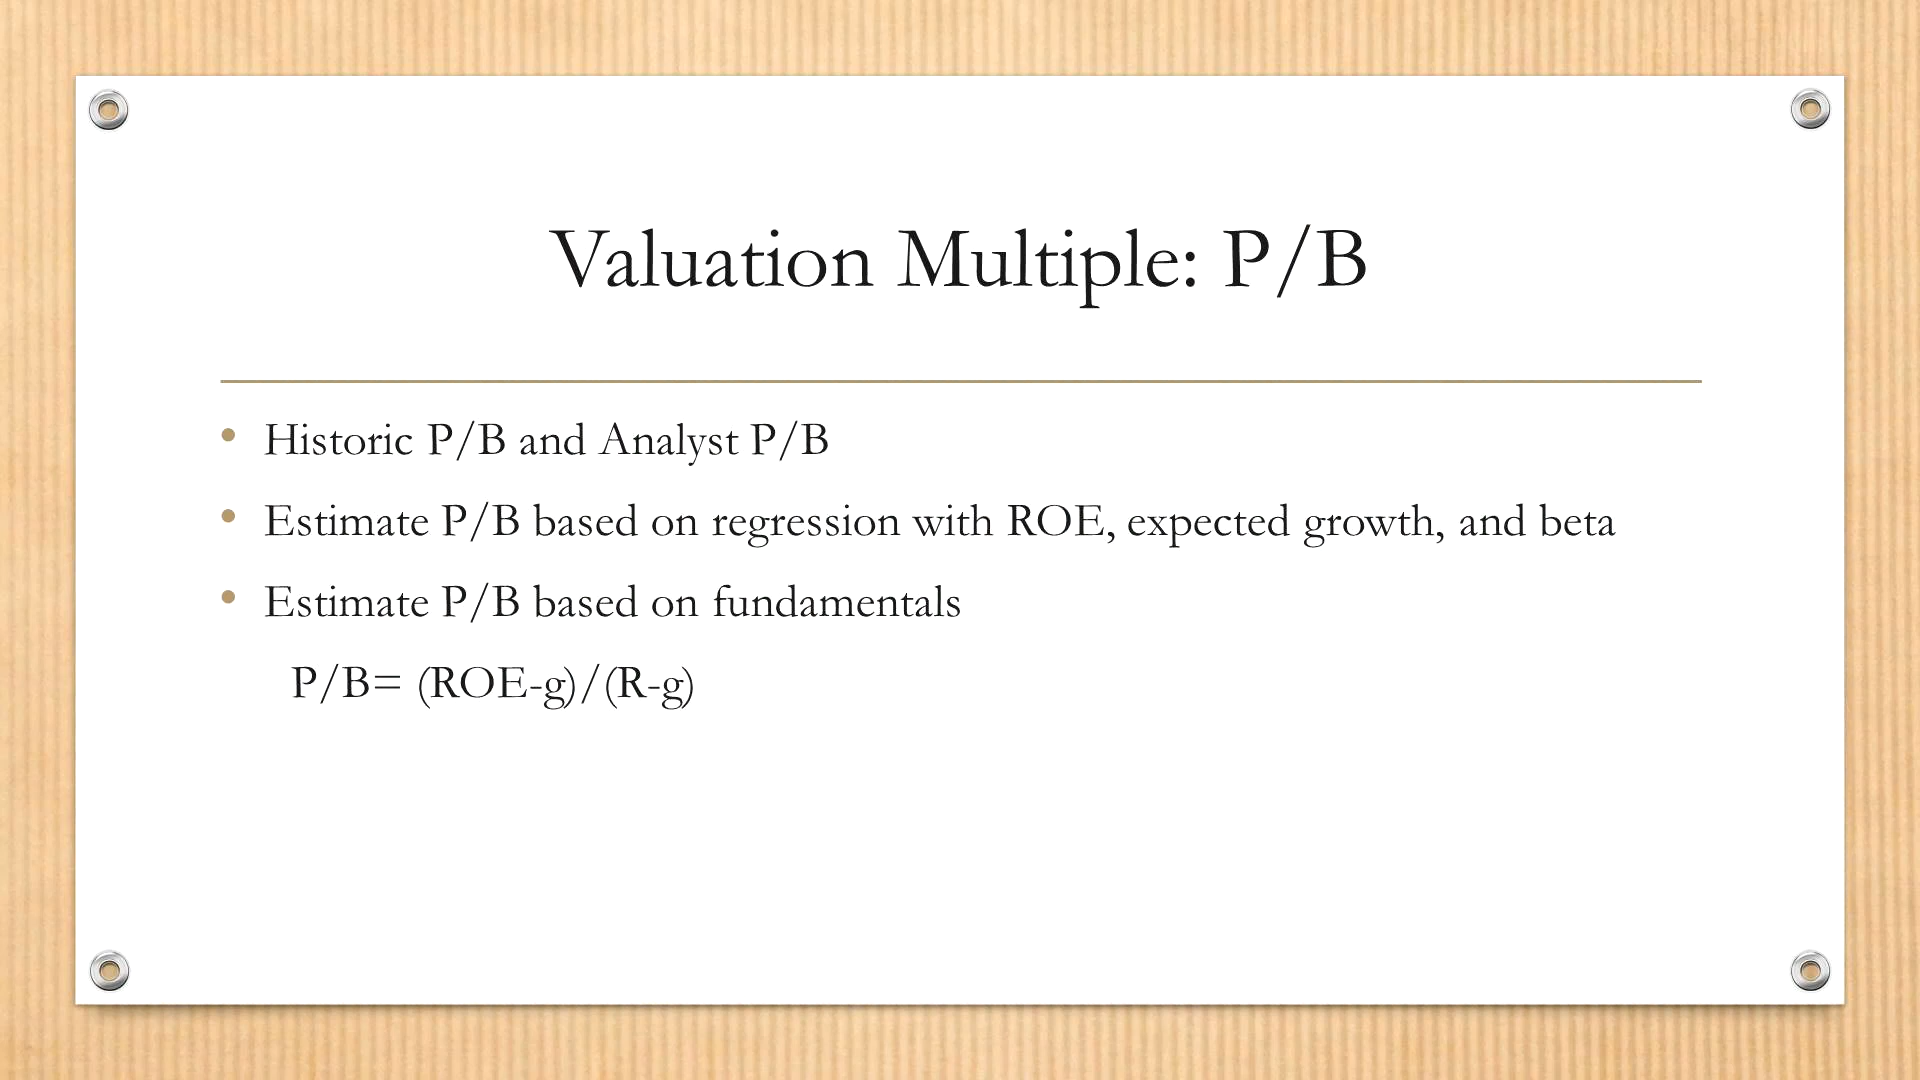 Valuation Multiple: P/B
• Historic P/B and Analyst P/B
• Estimate P/B based on regression with ROE, expected growth, and beta
• Estimate P/B based on fundamentals
P/B= (ROE-g)/(R-g)